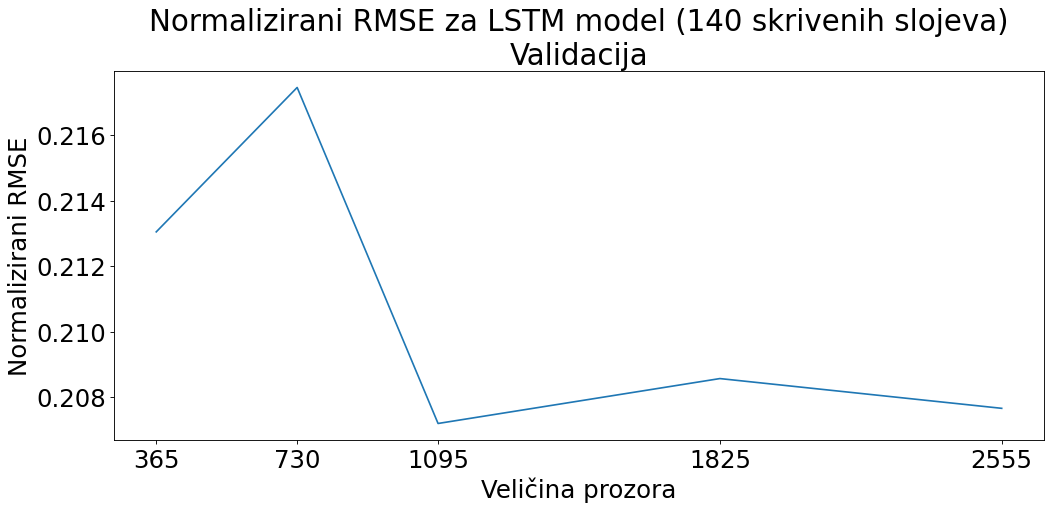 Normalizirani RMSE za LSTM model (140 skrivenih slojeva)
Validacija
Normalizirani RMSE
0.216
0.214
0.212
0.210
0.208
365 730 1095 1825 2555
Veličina prozora